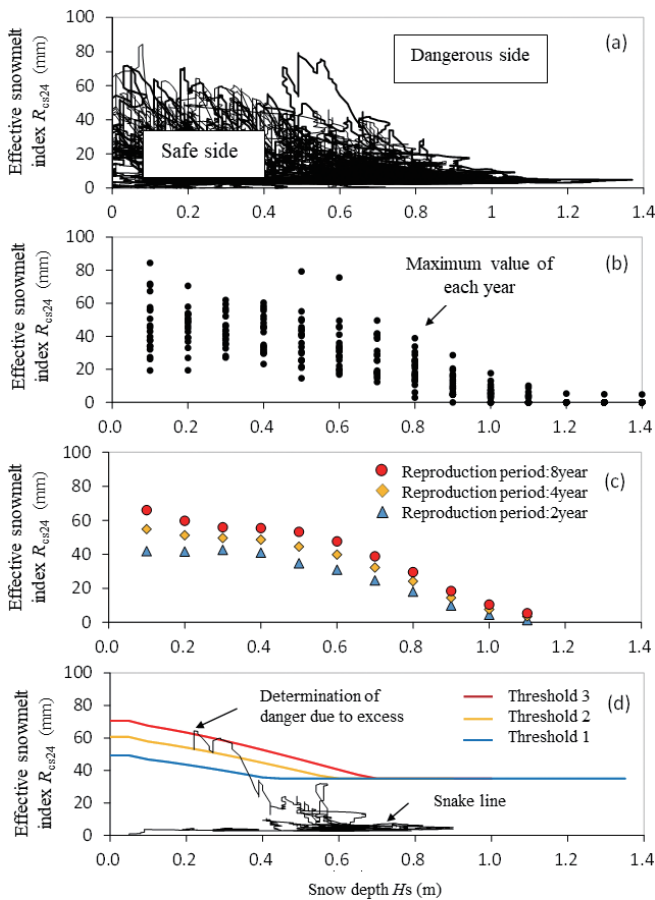 Effective snowmelt
index Rcs24 (mm)
100
80
60
40
20
0
(a)
Dangerous side
Safe side
0
0.2
0.4
0.6
0.8
1
1.2
1.4
Effective snowmelt
index Rcs24 (mm)
100
80
60
40
20
0
(b)
Maximum value of
each year
0.0
0.2
0.4
0.6
0.8
1.0
1.2
1.4
Effective snowmelt
index Rcs24 (mm)
100
80
60
40
20
0
(c)
Reproduction period:8year
Reproduction period:4year
Reproduction period:2year
0.0
0.2
0.4
0.6
0.8
1.0
1.2
1.4
Effective snowmelt
index Rcs24 (mm)
100
80
60
40
20
0
(d)
Determination of
danger due to excess
Threshold 3
Threshold 2
Threshold 1
Snake line
0.0
0.2
0.4
0.6
0.8
1.0
1.2
1.4
Snow depth Hs (m)